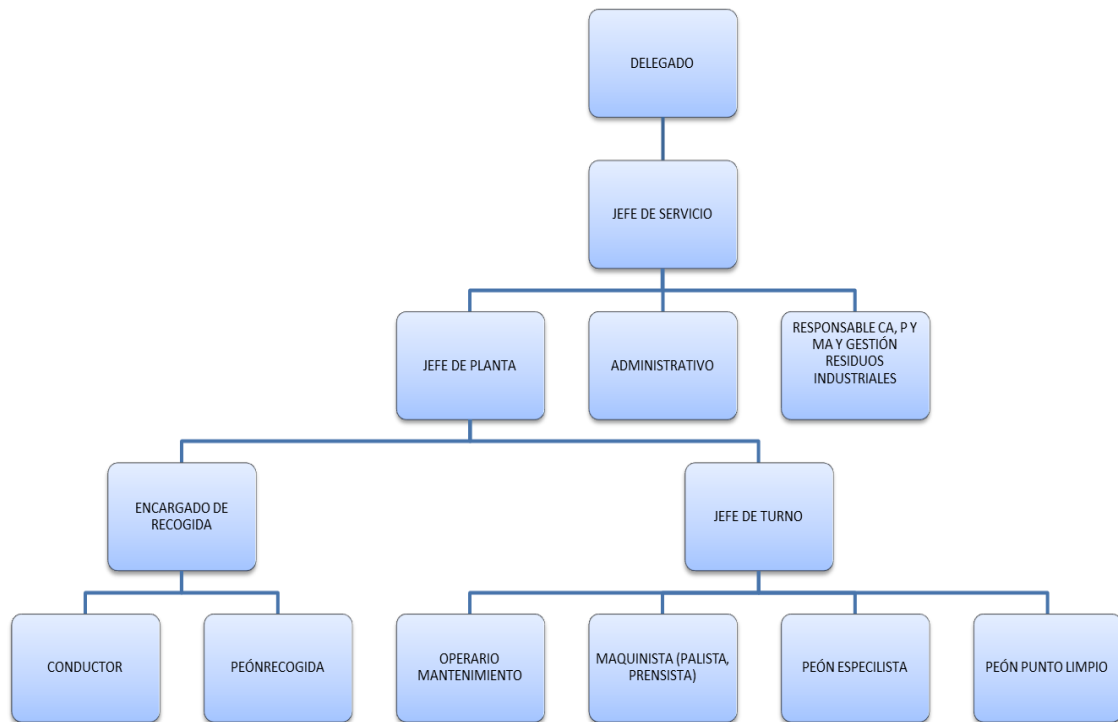 DELEGADO
JEFE DE SERVICIO
JEFE DE PLANTA
ADMINISTRATIVO
RESPONSABLE CA, P Y
MA Y GESTIÓN
RESIDUOS
INDUSTRIALES
ENCARGADO DE
RECOGIDA
JEFE DE TURNO
CONDUCTOR
PEÓNRECOGIDA
OPERARIO
MANTENIMIENTO
MAQUINISTA (PALISTA,
PRENSISTA)
PEÓN ESPECILISTA
PEÓN PUNTO LIMPIO